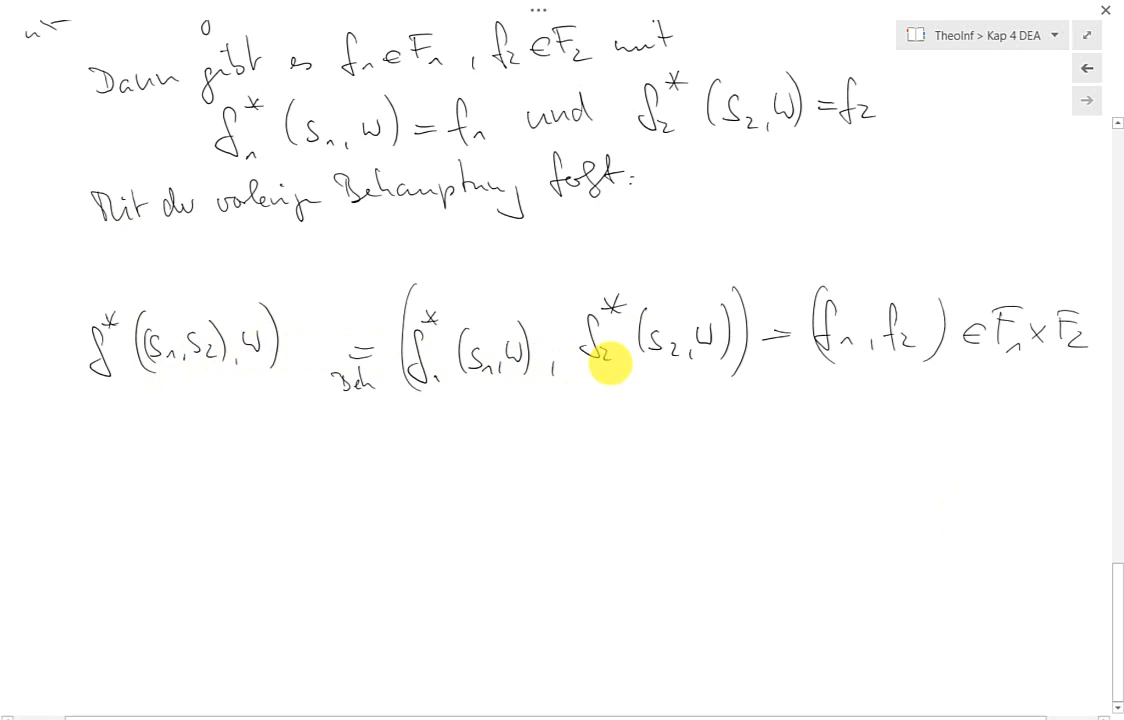 TheoInf > Kap 4 DEA
Dann gibt es f₁ ∈ F₁, f₂ ∈ F₂ mit
δ₁*(s₁, w) = f₁ und δ₂*(s₂, w) = f₂
Mit der vorherigen Behauptung folgt:
δ*((s₁, s₂), w) = (δ₁*(s₁, w), δ₂*(s₂, w)) = (f₁, f₂) ∈ F₁ × F₂
Beh